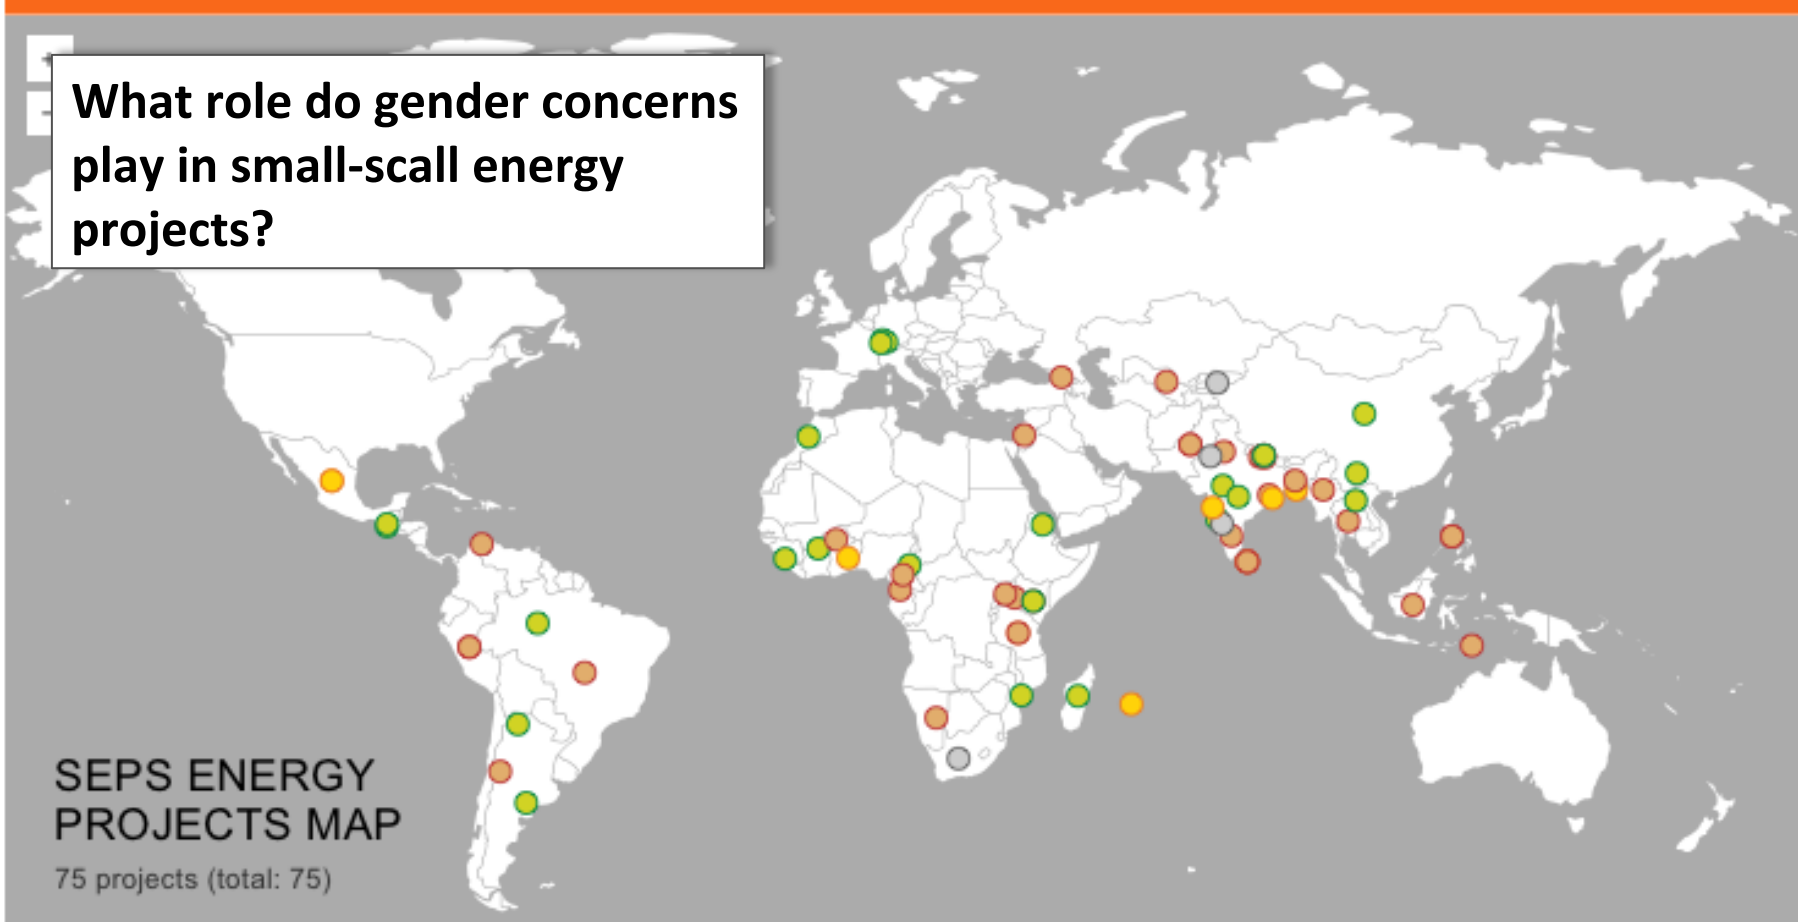 What role do gender concerns
play in small-scall energy
projects?
SEPS ENERGY
PROJECTS MAP
75 projects (total: 75)